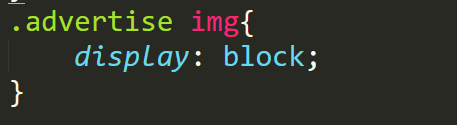 .advertise img{
    display: block;
}